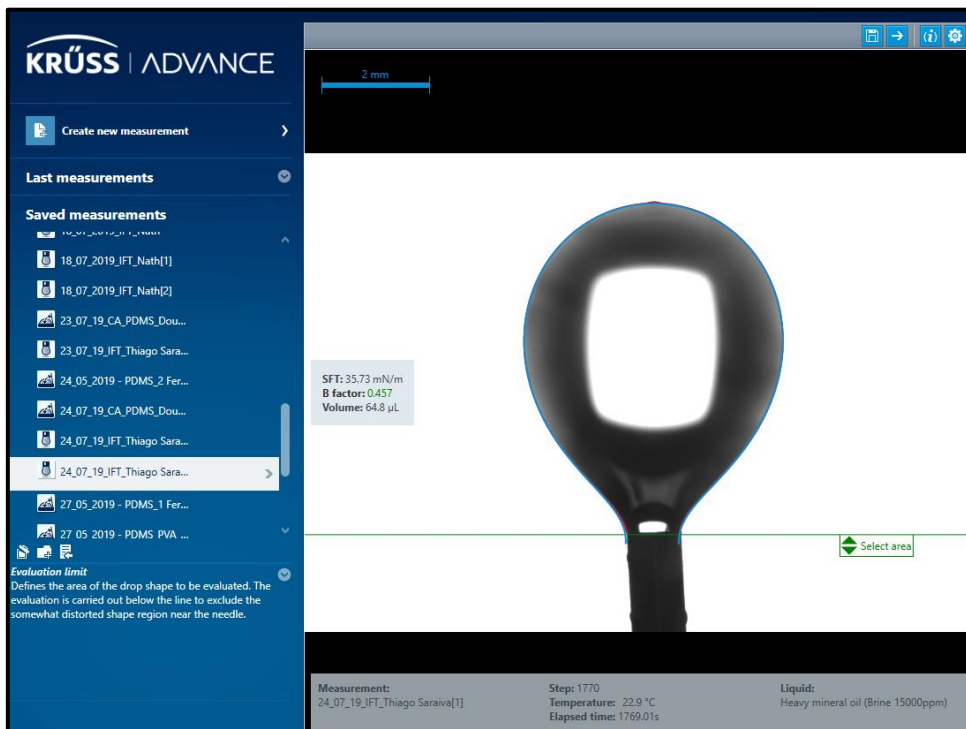 KRÜSS | ADVANCE
Create new measurement
Last measurements
Saved measurements
18_07_2019_IFT_Nath
18_07_2019_IFT_Nath[1]
18_07_2019_IFT_Nath[2]
23_07_19_CA_PDMS_Dou...
23_07_19_IFT_Thiago Sara...
24_05_2019 - PDMS_2 Fer...
24_07_19_CA_PDMS_Dou...
24_07_19_IFT_Thiago Sara...
24_07_19_IFT_Thiago Sara...
27_05_2019 - PDMS_1 Fer...
27 05 2019 - PDMS PVA ...
Evaluation limit
Defines the area of the drop shape to be evaluated. The
evaluation is carried out below the line to exclude the
somewhat distorted shape region near the needle.
2 mm
SFT: 35.73 mN/m
B factor: 0.457
Volume: 64.8 µL
Select area
Measurement:
24_07_19_IFT_Thiago Saraiva[1]
Step: 1770
Temperature: 22.9 °C
Elapsed time: 1769.01s
Liquid:
Heavy mineral oil (Brine 15000ppm)